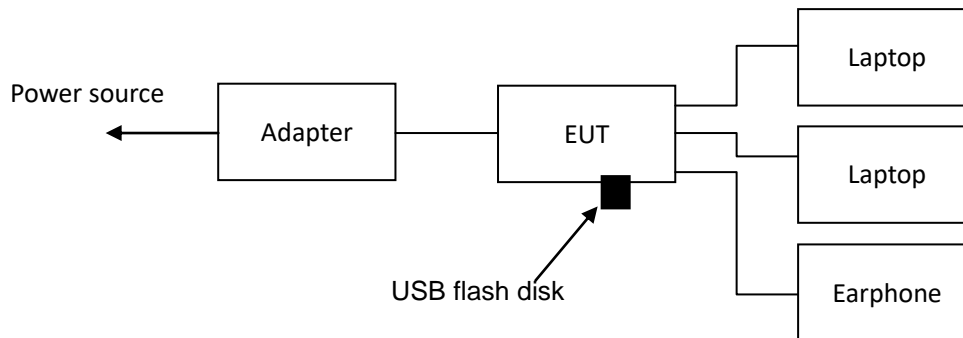 Laptop
Power source
Adapter
EUT
Laptop
USB flash disk
Earphone